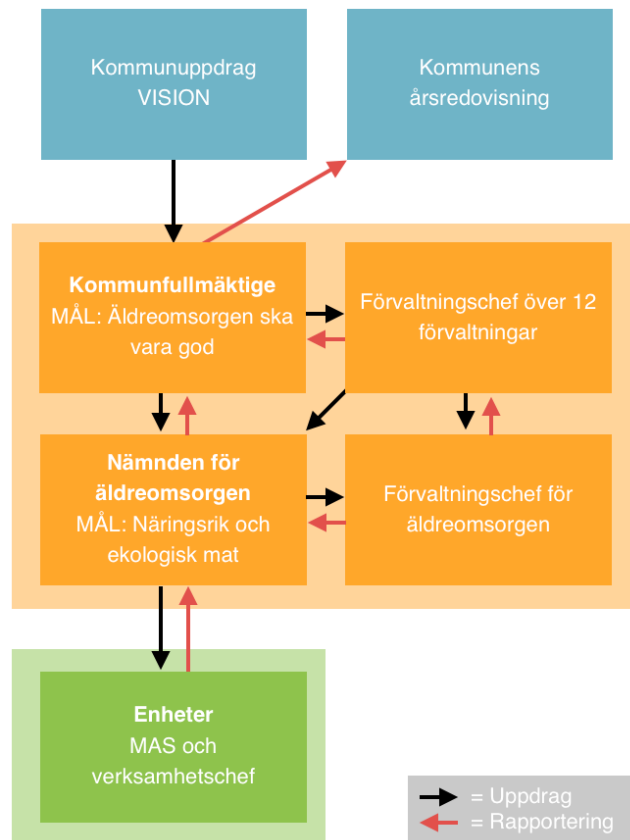 Kommunuppdrag
VISION
Kommunens
årsredovisning
Kommunfullmäktige
MÅL: Äldreomsorgen ska
vara god
Förvaltningschef över 12
förvaltningar
Nämnden för
äldreomsorgen
MÅL: Näringsrik och
ekologisk mat
Förvaltningschef för
äldreomsorgen
Enheter
MAS och
verksamhetschef
= Uppdrag
= Rapportering